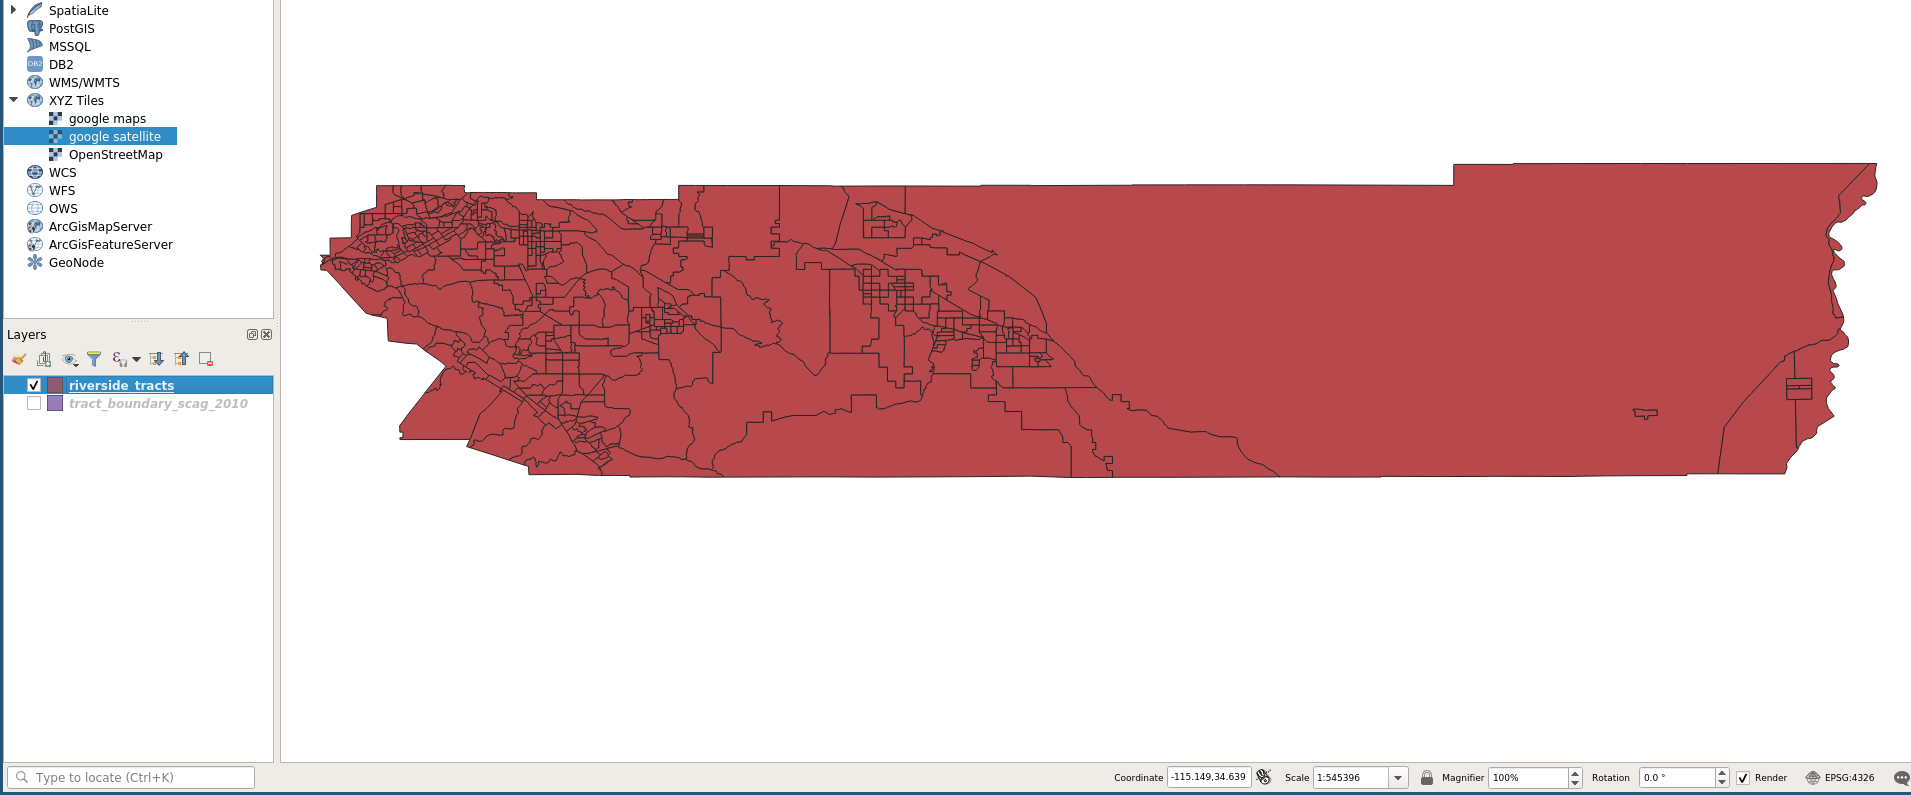 SpatiaLite
PostGIS
MSSQL
DB2
DB2
WMS/WMTS
XYZ Tiles
google maps
google satellite
OpenStreetMap
WCS
WFS
OWS
ArcGisMapServer
ArcGisFeatureServer
GeoNode
Layers
riverside_tracts
tract_boundary_scag_2010
Type to locate (Ctrl+K)
Coordinate -115.149,34.639 Scale 1:545396 Magnifier 100% Rotation 0.0 ° Render EPSG:4326